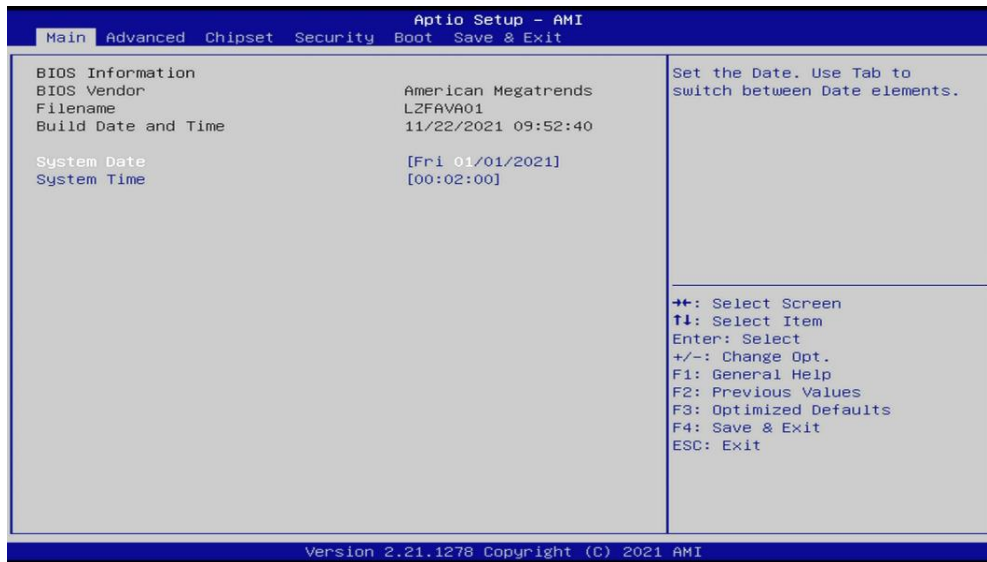 Aptio Setup - AMI
Main Advanced Chipset Security Boot Save & Exit
BIOS Information
BIOS Vendor American Megatrends
Filename LZFAVA01
Build Date and Time 11/22/2021 09:52:40
System Date [Fri 01/01/2021]
System Time [00:02:00]
Set the Date. Use Tab to
switch between Date elements.
→←: Select Screen
↑↓: Select Item
Enter: Select
+/-: Change Opt.
F1: General Help
F2: Previous Values
F3: Optimized Defaults
F4: Save & Exit
ESC: Exit
Version 2.21.1278 Copyright (C) 2021 AMI